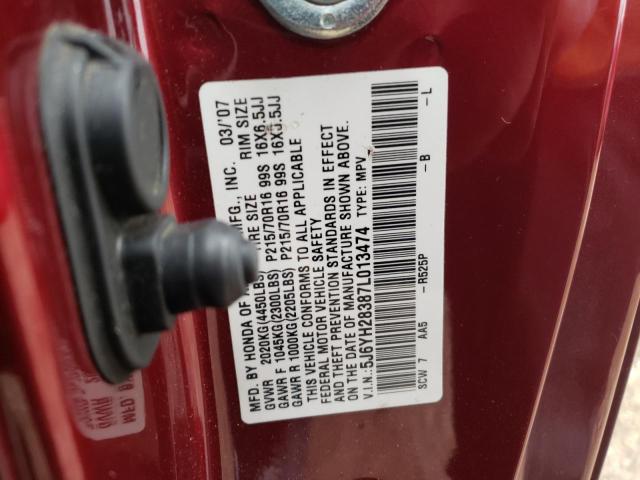 MFD. BY HONDA OF MFG., INC. 03/'07
GVWR 2020KG(4450LBS) TIRE SIZE RIM SIZE
GAWR F 1045KG(2300LBS) P215/70R16 99S 16X6.5JJ
GAWR R 1000KG(2205LBS) P215/70R16 99S 16X6.5JJ
THIS VEHICLE CONFORMS TO ALL APPLICABLE
FEDERAL MOTOR VEHICLE SAFETY
AND THEFT PREVENTION STANDARDS IN EFFECT
ON THE DATE OF MANUFACTURE SHOWN ABOVE.
V.I.N: 5J6YH28387L013474 TYPE: MPV
SCW 7 AA5 -R525P -B -L
MFD